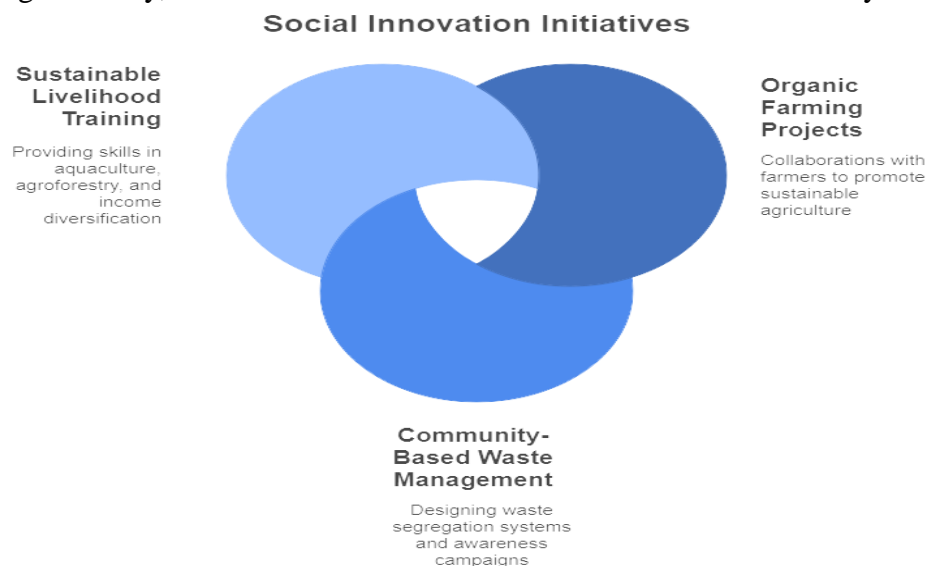 Social Innovation Initiatives
Sustainable
Livelihood
Training
Providing skills in
aquaculture,
agroforestry, and
income
diversification
Organic
Farming
Projects
Collaborations with
farmers to promote
sustainable
agriculture
Community-
Based Waste
Management
Designing waste
segregation systems
and awareness
campaigns